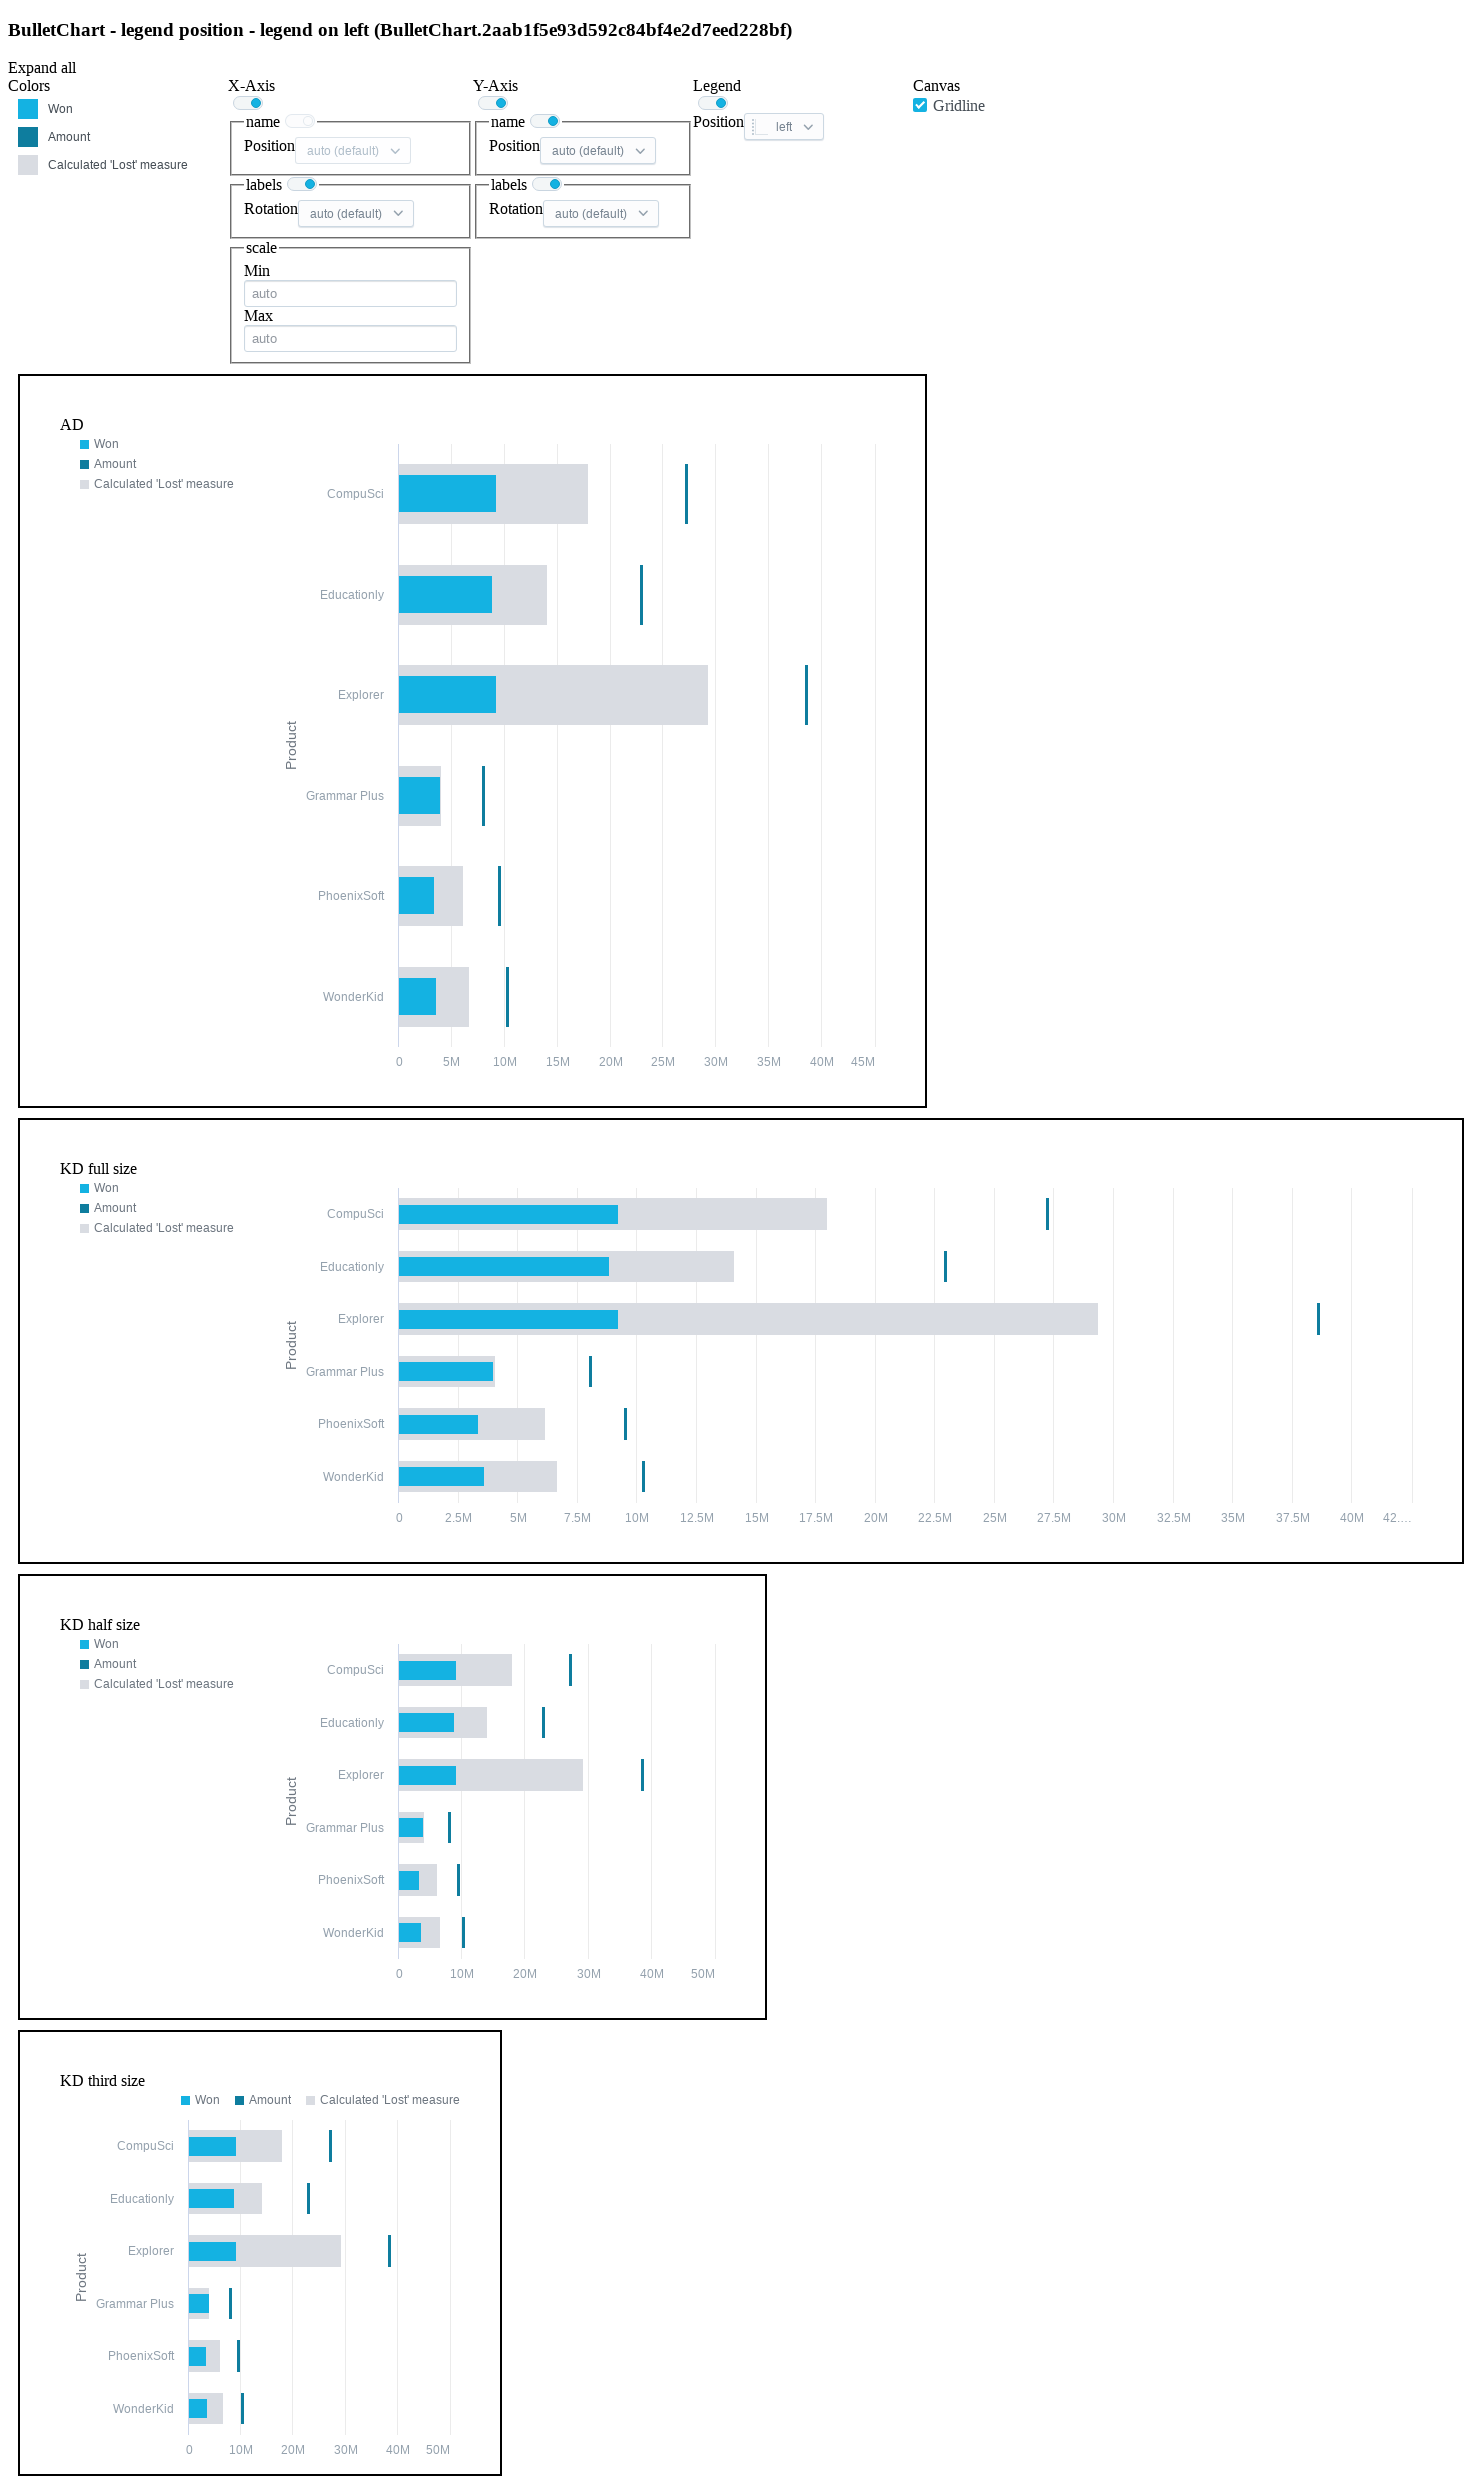 BulletChart - legend position - legend on left (BulletChart.2aab1f5e93d592c84bf4e2d7eed228bf)
Expand all
Colors
Won
Amount
Calculated 'Lost' measure
X-Axis
name
Position auto (default)
labels
Rotation auto (default)
scale
Min
auto
Max
auto
Y-Axis
name
Position auto (default)
labels
Rotation auto (default)
Legend
Position left
Canvas
Gridline
AD
Won
Amount
Calculated 'Lost' measure
Product
CompuSci
Educationly
Explorer
Grammar Plus
PhoenixSoft
WonderKid
0 5M 10M 15M 20M 25M 30M 35M 40M 45M
KD full size
Won
Amount
Calculated 'Lost' measure
Product
CompuSci
Educationly
Explorer
Grammar Plus
PhoenixSoft
WonderKid
0 2.5M 5M 7.5M 10M 12.5M 15M 17.5M 20M 22.5M 25M 27.5M 30M 32.5M 35M 37.5M 40M 42.…
KD half size
Won
Amount
Calculated 'Lost' measure
Product
CompuSci
Educationly
Explorer
Grammar Plus
PhoenixSoft
WonderKid
0 10M 20M 30M 40M 50M
KD third size
Won Amount Calculated 'Lost' measure
Product
CompuSci
Educationly
Explorer
Grammar Plus
PhoenixSoft
WonderKid
0 10M 20M 30M 40M 50M